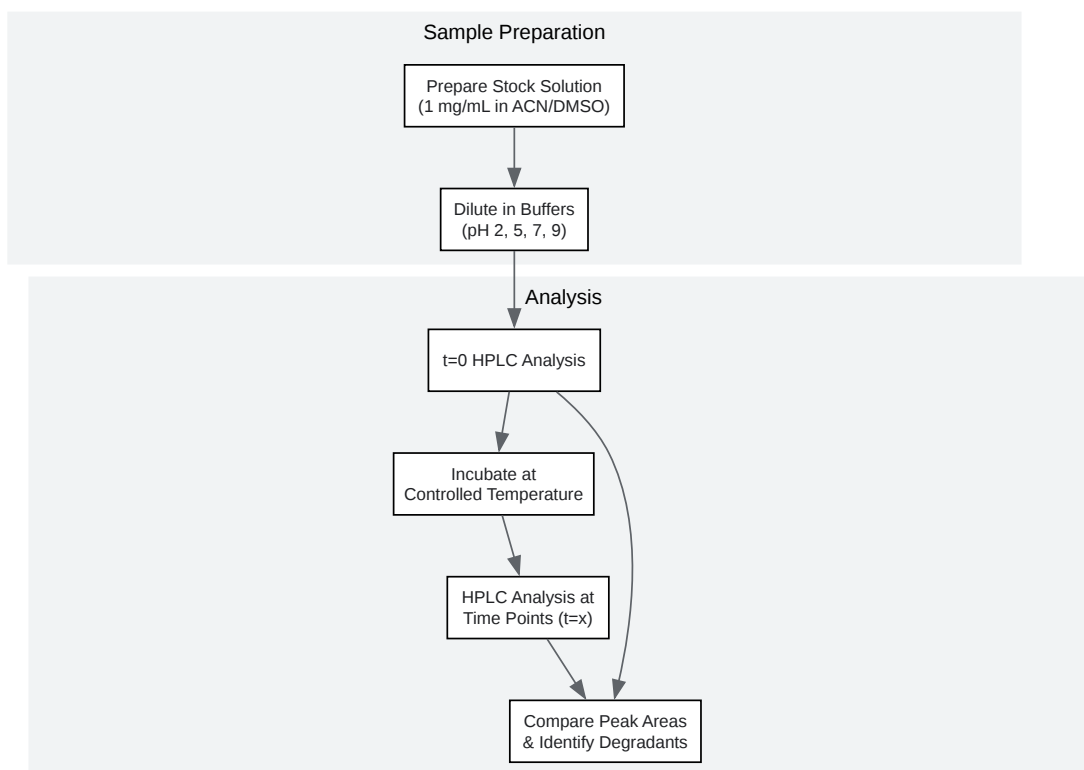 Sample Preparation
Prepare Stock Solution
(1 mg/mL in ACN/DMSO)
Dilute in Buffers
(pH 2, 5, 7, 9)
Analysis
t=0 HPLC Analysis
Incubate at
Controlled Temperature
HPLC Analysis at
Time Points (t=x)
Compare Peak Areas
& Identify Degradants